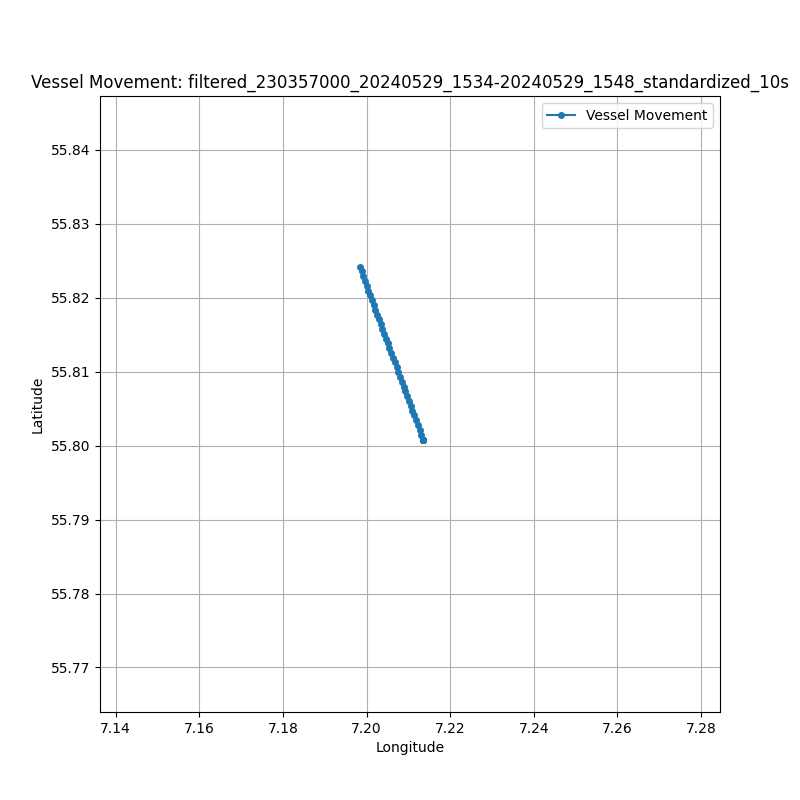 Vessel Movement: filtered_230357000_20240529_1534-20240529_1548_standardized_10s
Vessel Movement
55.84
55.83
55.82
55.81
55.80
55.79
55.78
55.77
Latitude
7.14 7.16 7.18 7.20 7.22 7.24 7.26 7.28
Longitude